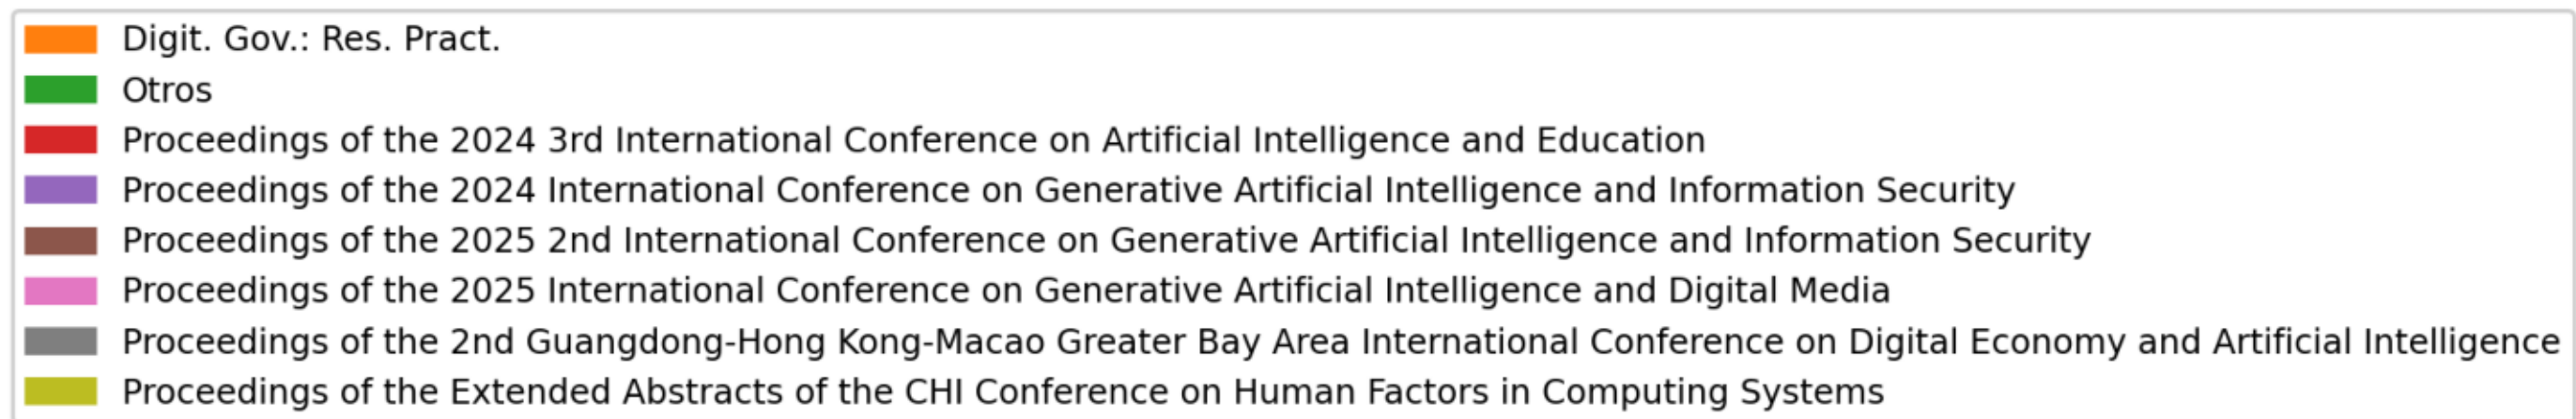 Digit. Gov.: Res. Pract.
Otros
Proceedings of the 2024 3rd International Conference on Artificial Intelligence and Education
Proceedings of the 2024 International Conference on Generative Artificial Intelligence and Information Security
Proceedings of the 2025 2nd International Conference on Generative Artificial Intelligence and Information Security
Proceedings of the 2025 International Conference on Generative Artificial Intelligence and Digital Media
Proceedings of the 2nd Guangdong-Hong Kong-Macao Greater Bay Area International Conference on Digital Economy and Artificial Intelligence
Proceedings of the Extended Abstracts of the CHI Conference on Human Factors in Computing Systems